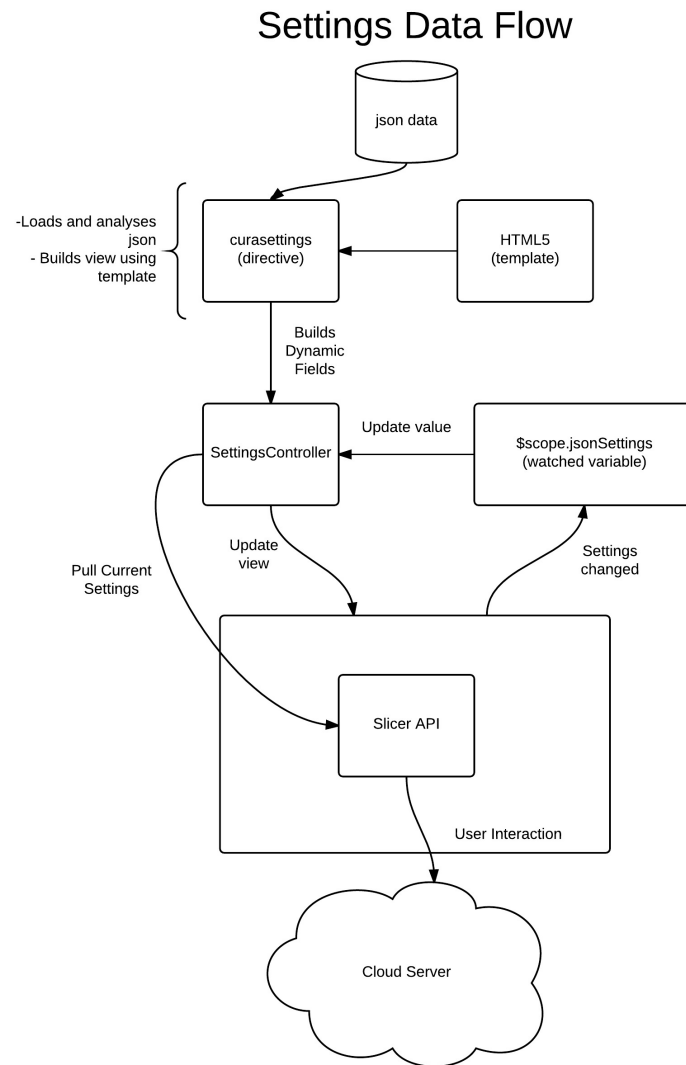 Settings Data Flow
json data
-Loads and analyses
json
- Builds view using
template
curasettings
(directive)
HTML5
(template)
Builds
Dynamic
Fields
SettingsController
Update value
$scope.jsonSettings
(watched variable)
Update
view
Settings
changed
Pull Current
Settings
Slicer API
User Interaction
Cloud Server